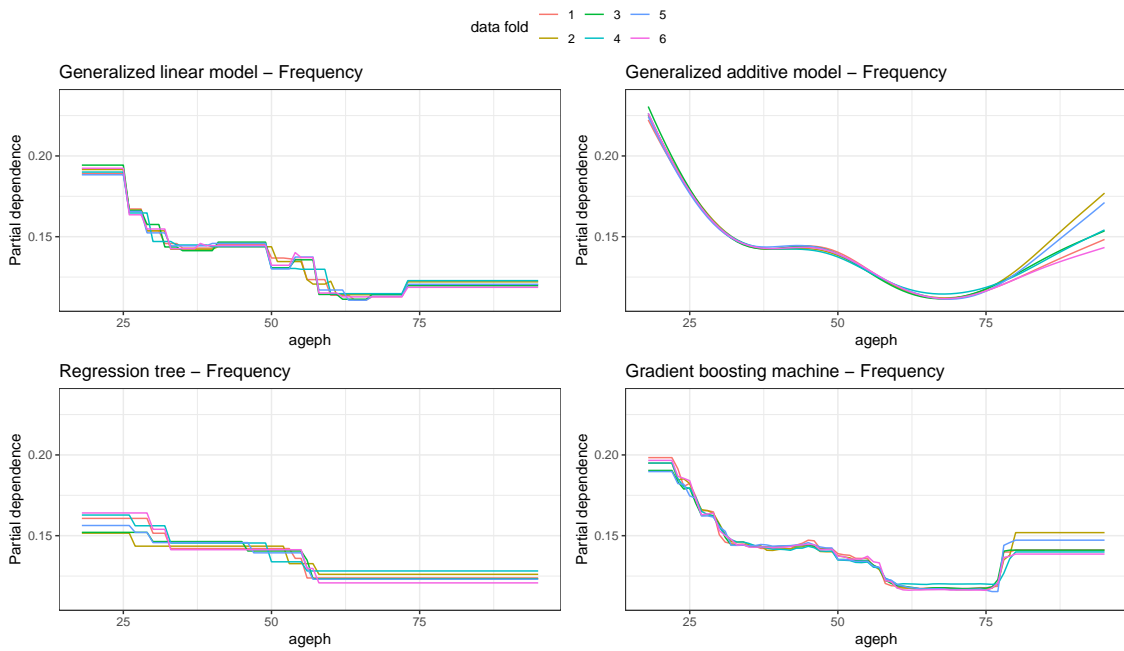 data fold 1 3 5
2 4 6
Generalized linear model − Frequency
Partial dependence
0.20
0.15
25 50 75
ageph
Generalized additive model − Frequency
Partial dependence
0.20
0.15
25 50 75
ageph
Regression tree − Frequency
Partial dependence
0.20
0.15
25 50 75
ageph
Gradient boosting machine − Frequency
Partial dependence
0.20
0.15
25 50 75
ageph